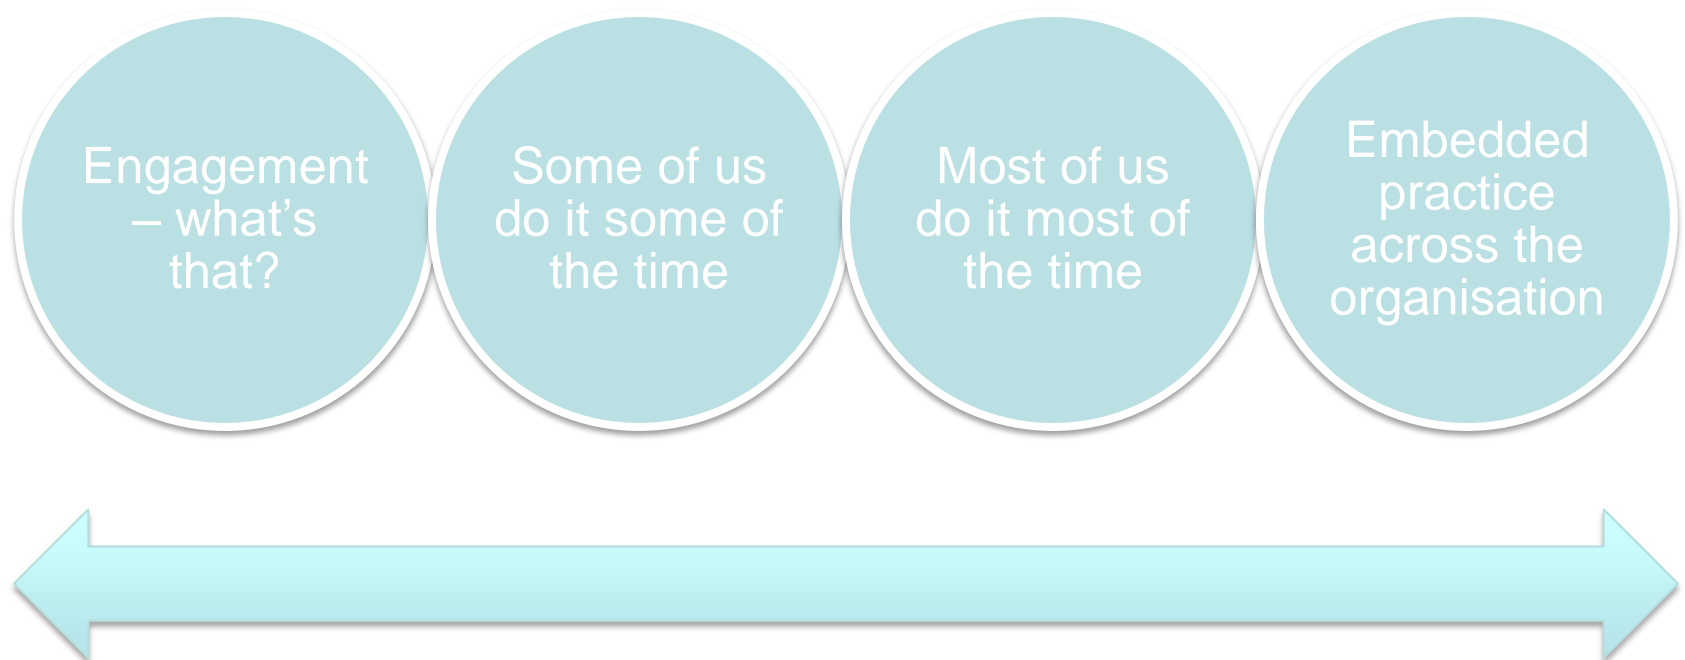 Engagement
– what’s
that?
Some of us
do it some of
the time
Most of us
do it most of
the time
Embedded
practice
across the
organisation